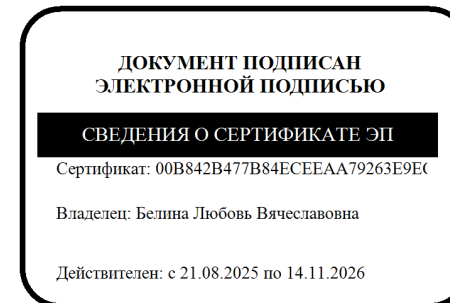 ДОКУМЕНТ ПОДПИСАН
ЭЛЕКТРОННОЙ ПОДПИСЬЮ
СВЕДЕНИЯ О СЕРТИФИКАТЕ ЭП
Сертификат: 00B842B477B84ECEEAA79263E9E
Владелец: Белина Любовь Вячеславовна
Действителен: с 21.08.2025 по 14.11.2026